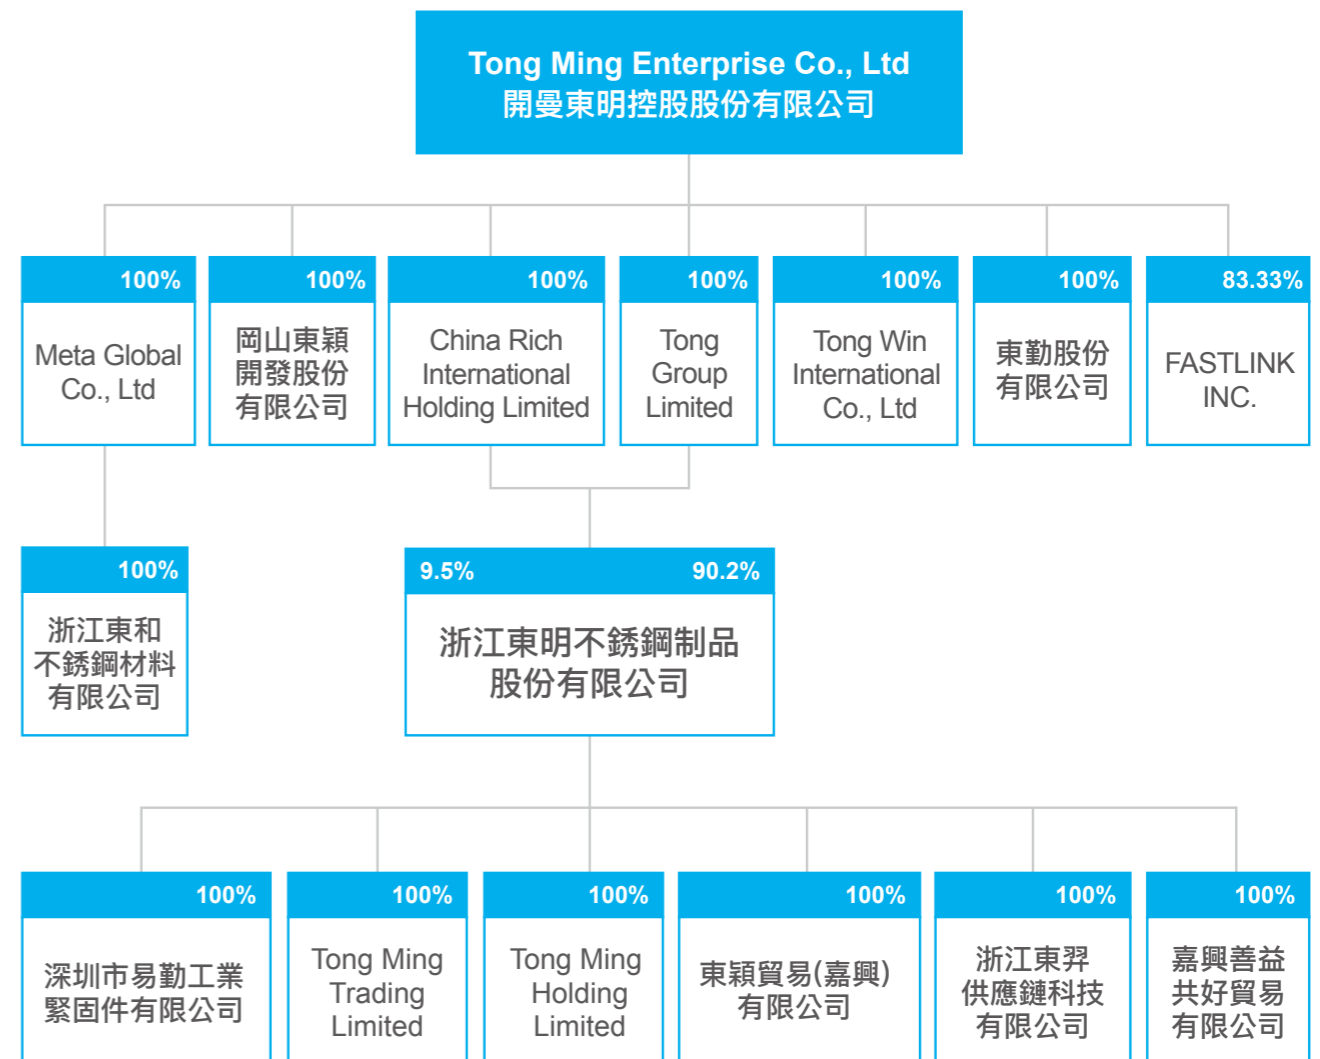 Tong Ming Enterprise Co., Ltd
開曼東明控股股份有限公司
100%
Meta Global
Co., Ltd
100%
岡山東穎
開發股份
有限公司
100%
China Rich
International
Holding Limited
100%
Tong
Group
Limited
100%
Tong Win
International
Co., Ltd
100%
東勤股份
有限公司
83.33%
FASTLINK
INC.
100%
浙江東和
不銹鋼材料
有限公司
9.5% 90.2%
浙江東明不銹鋼制品
股份有限公司
100%
深圳市易勤工業
緊固件有限公司
100%
Tong Ming
Trading
Limited
100%
Tong Ming
Holding
Limited
100%
東穎貿易(嘉興)
有限公司
100%
浙江東羿
供應鏈科技
有限公司
100%
嘉興善益
共好貿易
有限公司